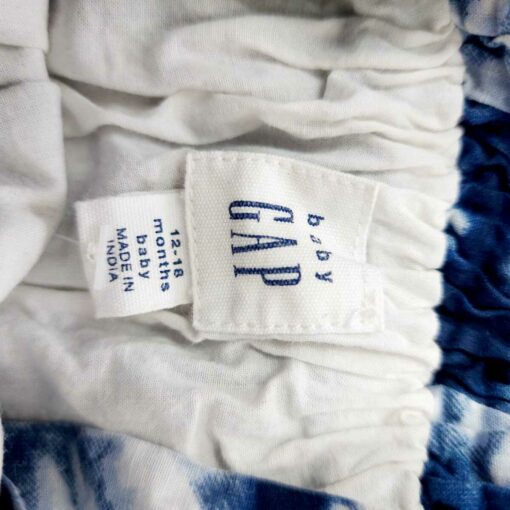 baby
GAP
12-18
months
baby
MADE IN
INDIA